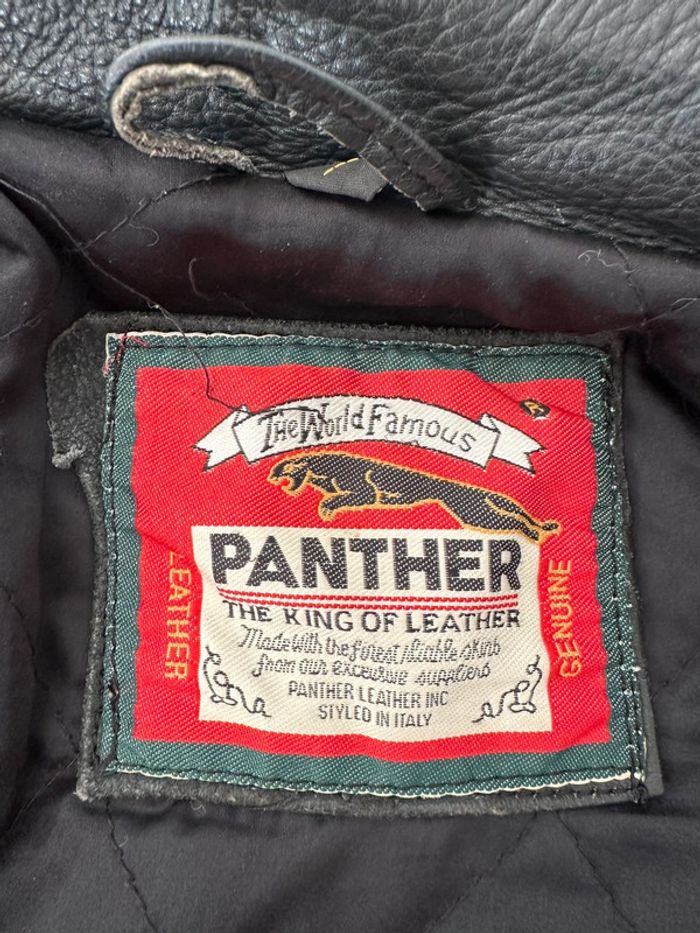 The World Famous
PANTHER
THE KING OF LEATHER
Made with the finest pliable skins
from our exclusive suppliers
PANTHER LEATHER INC
STYLED IN ITALY
LEATHER
GENUINE